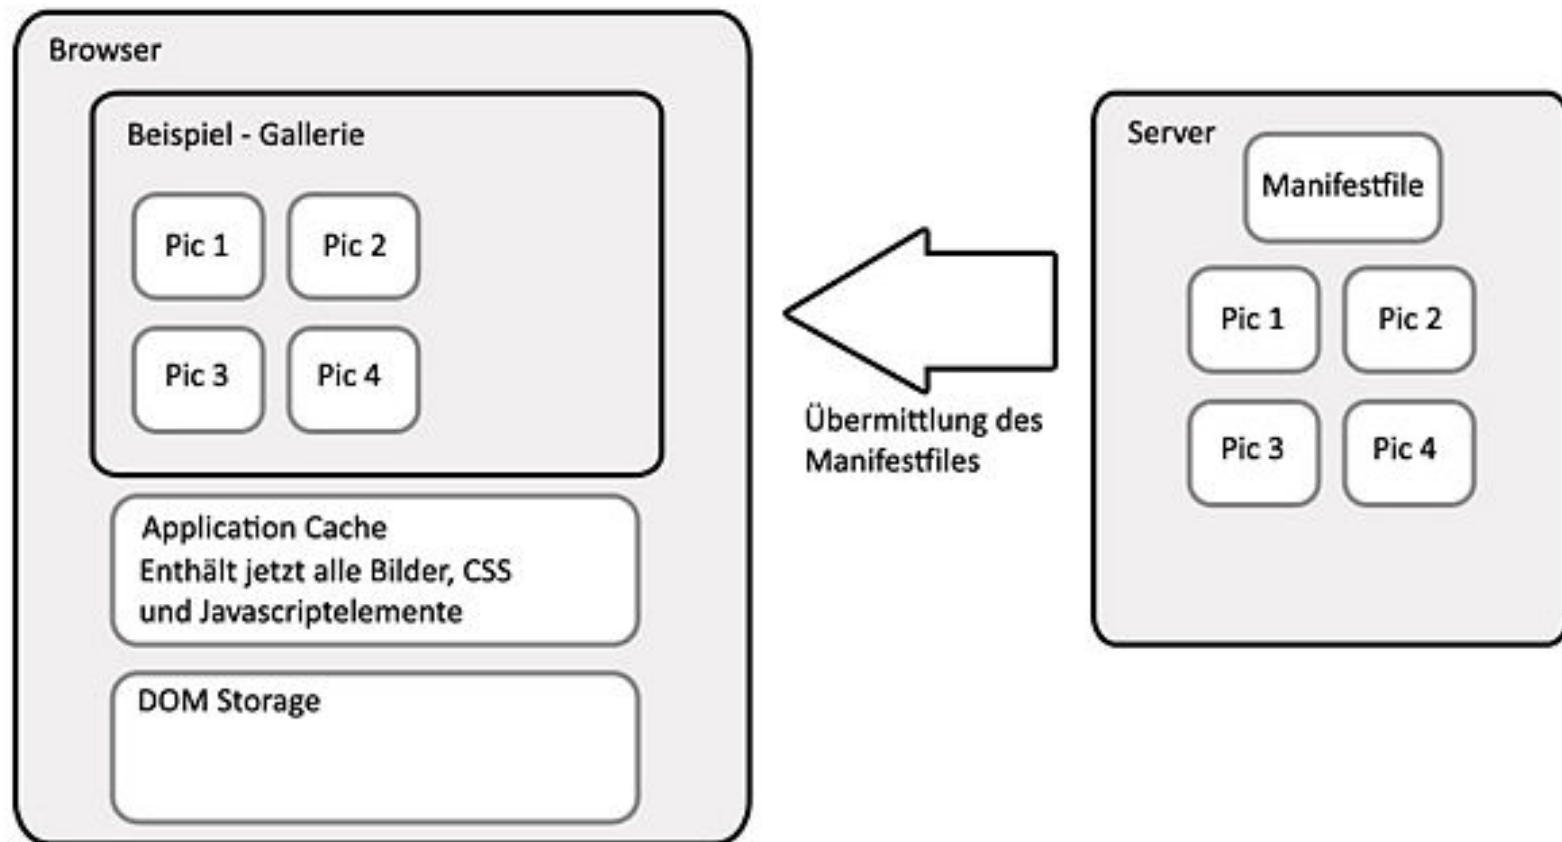 Browser
Beispiel - Gallerie
Pic 1
Pic 2
Pic 3
Pic 4
Application Cache
Enthält jetzt alle Bilder, CSS
und Javascriptelemente
DOM Storage
Übermittlung des
Manifestfiles
Server
Manifestfile
Pic 1
Pic 2
Pic 3
Pic 4